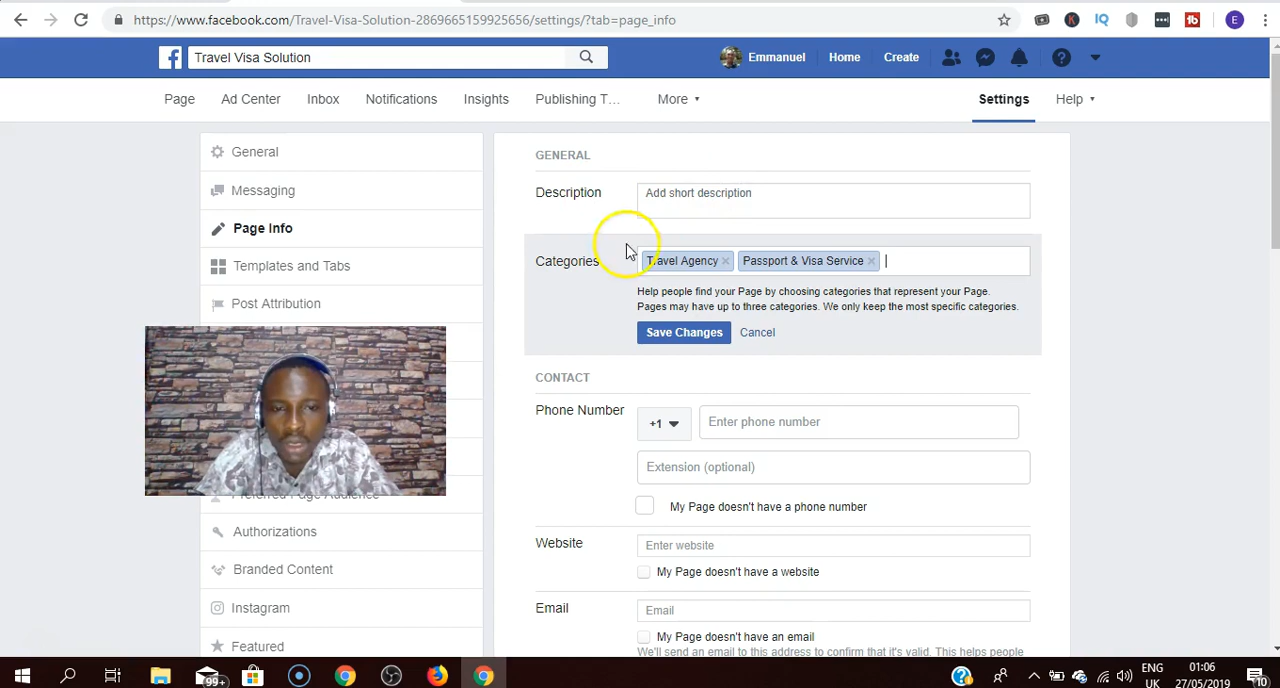 https://www.facebook.com/Travel-Visa-Solution-2869665159925656/settings/?tab=page_info
Travel Visa Solution
Emmanuel
Home
Create
Page
Ad Center
Inbox
Notifications
Insights
Publishing T...
More
Settings
Help
General
Messaging
Page Info
Templates and Tabs
Post Attribution
Authorizations
Branded Content
Instagram
Featured
GENERAL
Description
Add short description
Categories
Travel Agency
Passport & Visa Service
Help people find your Page by choosing categories that represent your Page.
Pages may have up to three categories. We only keep the most specific categories.
Save Changes
Cancel
CONTACT
Phone Number
+1
Enter phone number
Extension (optional)
My Page doesn't have a phone number
Website
Enter website
My Page doesn't have a website
Email
Email
My Page doesn't have an email
We'll send an email to this address to confirm that it's valid. This helps people
99+
ENG
UK
01:06
27/05/2019
10